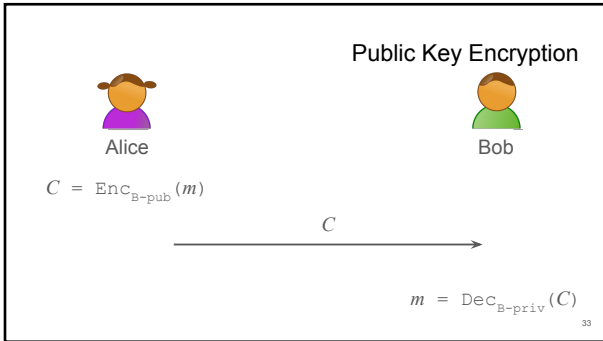 Public Key Encryption
Alice
Bob
C = Enc_B-pub(m)
C
m = Dec_B-priv(C)
33